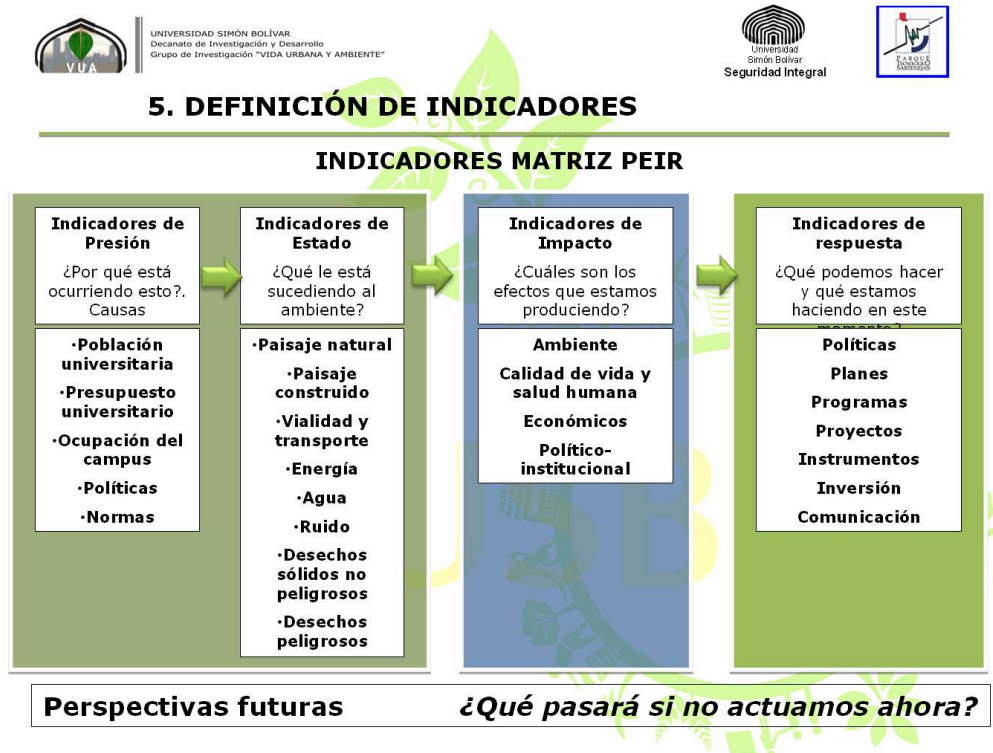 UNIVERSIDAD SIMÓN BOLÍVAR
Decanato de Investigación y Desarrollo
Grupo de Investigación "VIDA URBANA Y AMBIENTE"
VUA
Universidad
Simón Bolívar
Seguridad Integral
PARQUE
TECNOLÓGICO
SARTENEJAS
5. DEFINICIÓN DE INDICADORES
INDICADORES MATRIZ PEIR
Indicadores de
Presión
¿Por qué está
ocurriendo esto?.
Causas
·Población
universitaria
·Presupuesto
universitario
·Ocupación del
campus
·Políticas
·Normas
Indicadores de
Estado
¿Qué le está
sucediendo al
ambiente?
·Paisaje natural
·Paisaje
construido
·Vialidad y
transporte
·Energía
·Agua
·Ruido
·Desechos
sólidos no
peligrosos
·Desechos
peligrosos
Indicadores de
Impacto
¿Cuáles son los
efectos que estamos
produciendo?
Ambiente
Calidad de vida y
salud humana
Económicos
Político-
institucional
Indicadores de
respuesta
¿Qué podemos hacer
y qué estamos
haciendo en este
momento?
Políticas
Planes
Programas
Proyectos
Instrumentos
Inversión
Comunicación
USB
Perspectivas futuras
¿Qué pasará si no actuamos ahora?